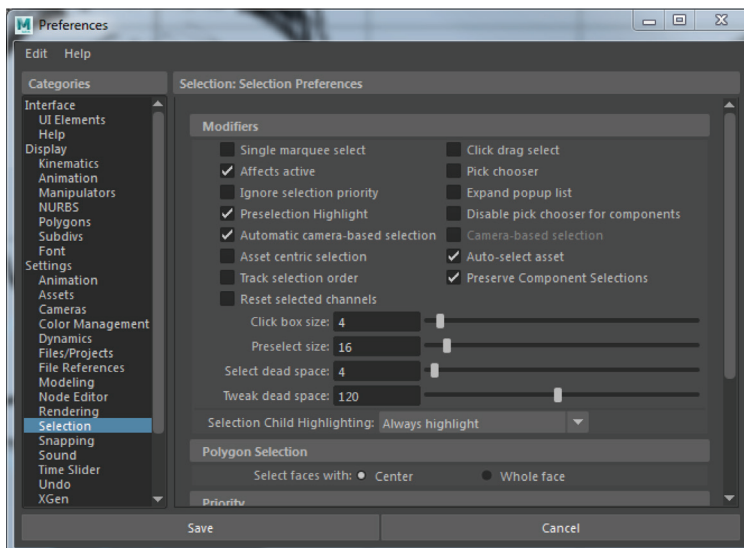 Preferences
Edit Help
Categories
Interface
UI Elements
Help
Display
Kinematics
Animation
Manipulators
NURBS
Polygons
Subdivs
Font
Settings
Animation
Assets
Cameras
Color Management
Dynamics
Files/Projects
File References
Modeling
Node Editor
Rendering
Selection
Snapping
Sound
Time Slider
Undo
XGen
Selection: Selection Preferences
Modifiers
Single marquee select Click drag select
Affects active Pick chooser
Ignore selection priority Expand popup list
Preselection Highlight Disable pick chooser for components
Automatic camera-based selection Camera-based selection
Asset centric selection Auto-select asset
Track selection order Preserve Component Selections
Reset selected channels
Click box size: 4
Preselect size: 16
Select dead space: 4
Tweak dead space: 120
Selection Child Highlighting: Always highlight
Polygon Selection
Select faces with: Center Whole face
Priority
Save Cancel